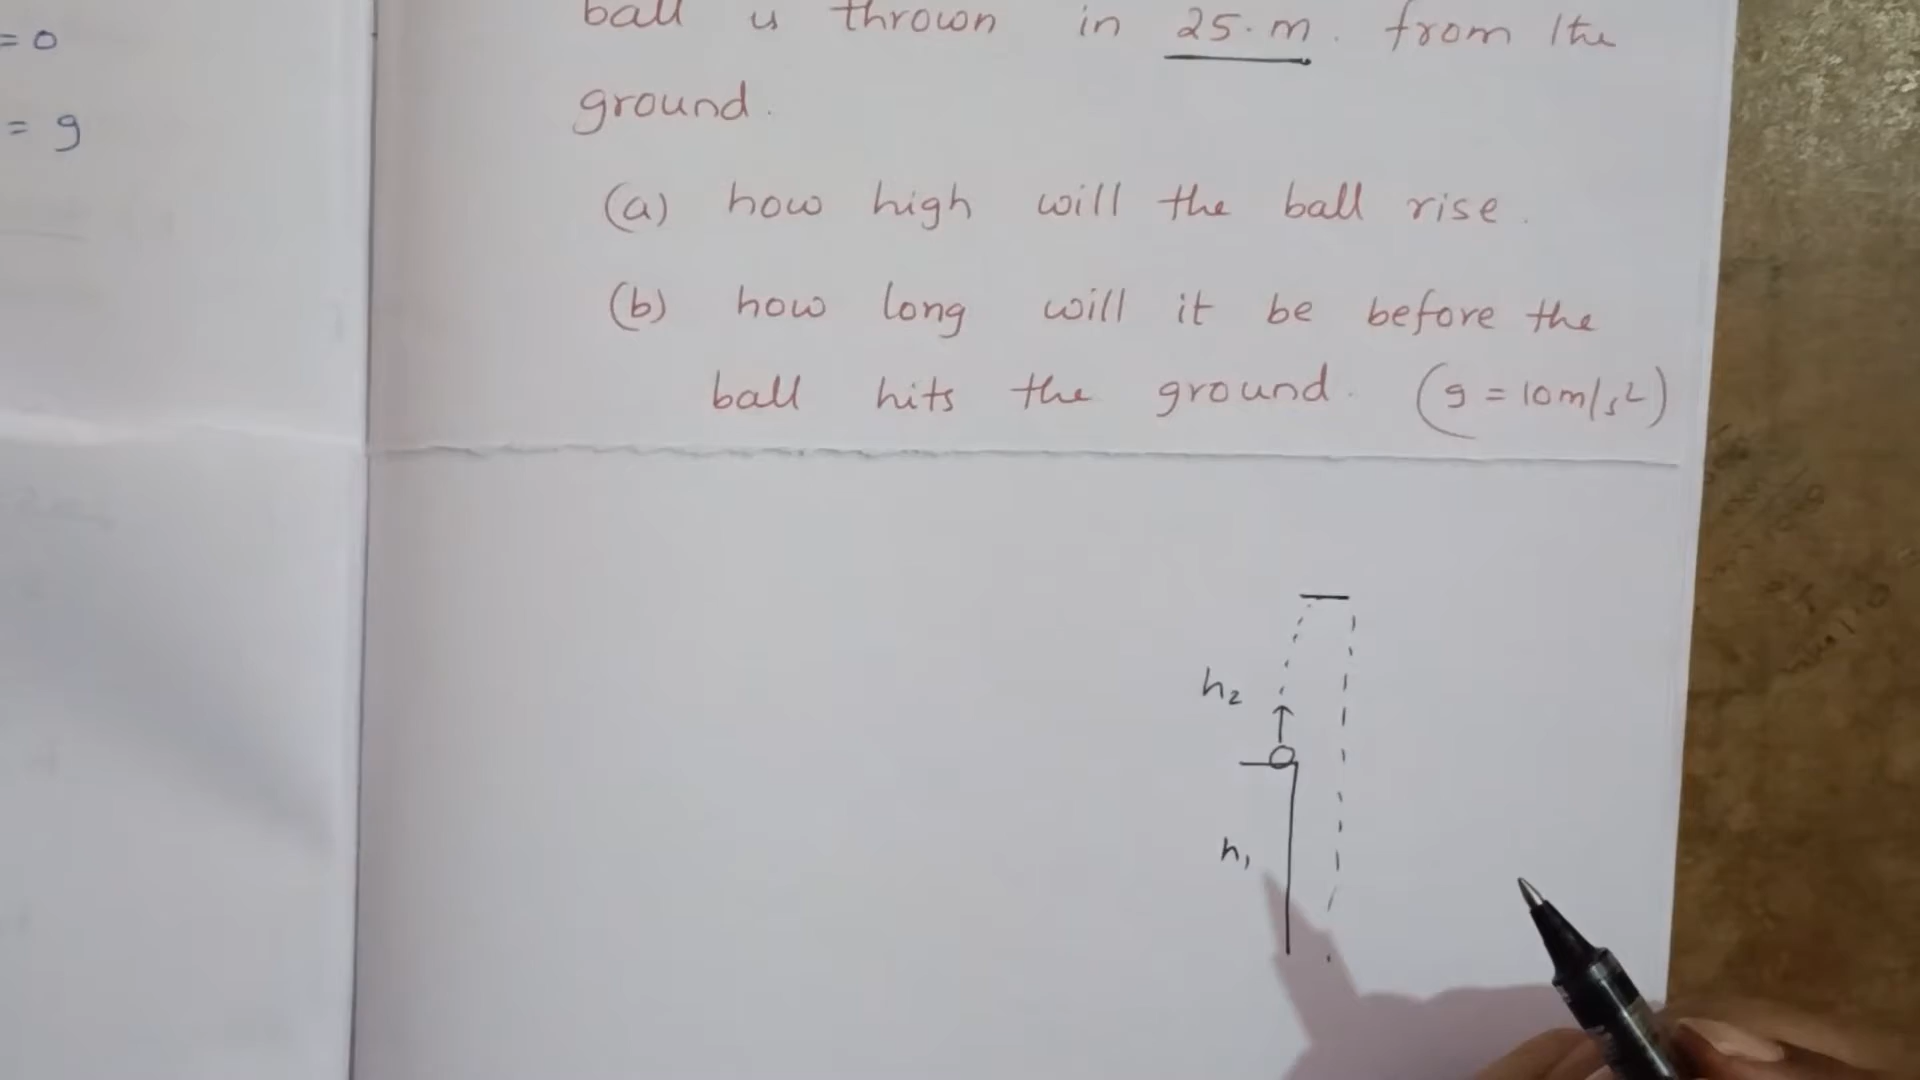 = 0
= g
ball is thrown in 25.m. from the
ground.
(a) how high will the ball rise.
(b) how long will it be before the
ball hits the ground. (g = 10m/s²)
h₂
h₁